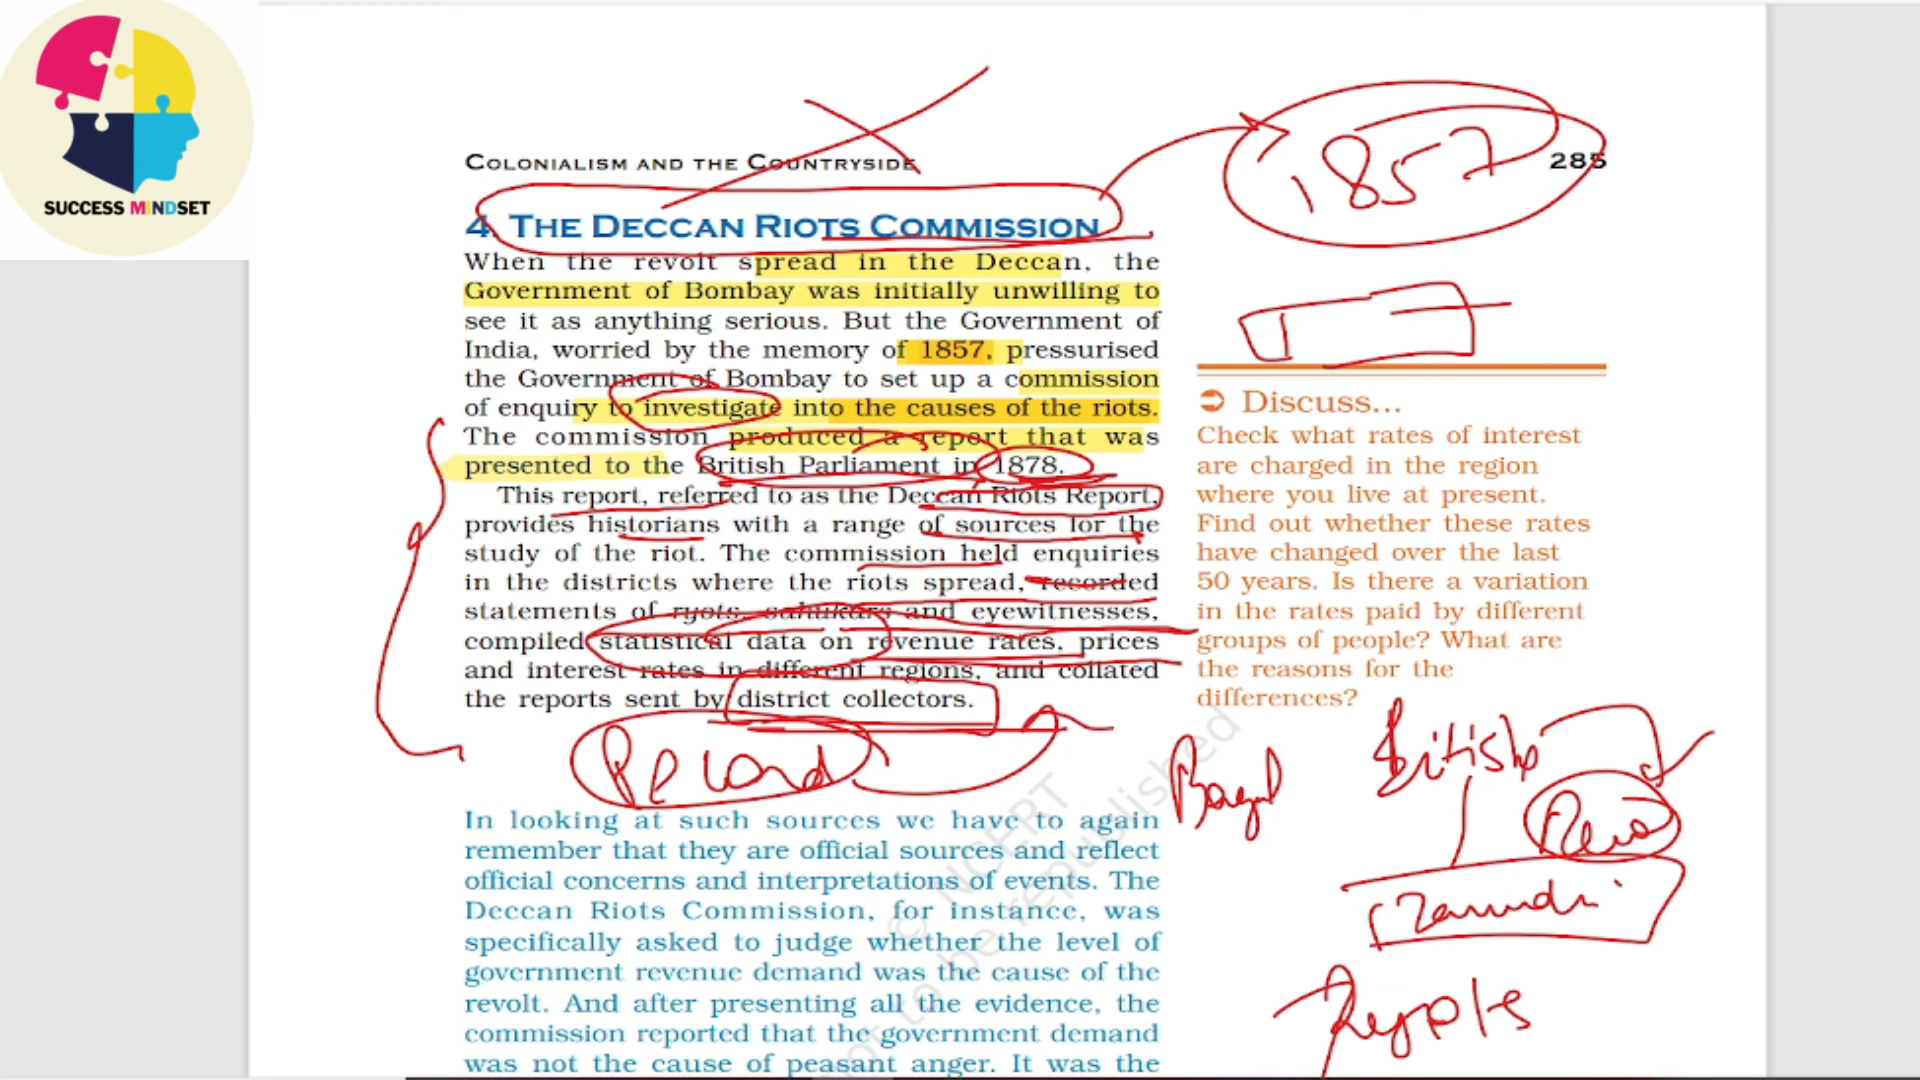 SUCCESS MINDSET
COLONIALISM AND THE COUNTRYSIDE
285
1857
4. THE DECCAN RIOTS COMMISSION
When the revolt spread in the Deccan, the
Government of Bombay was initially unwilling to
see it as anything serious. But the Government of
India, worried by the memory of 1857, pressurised
the Government of Bombay to set up a commission
of enquiry to investigate into the causes of the riots.
The commission produced a report that was
presented to the British Parliament in 1878.
This report, referred to as the Deccan Riots Report,
provides historians with a range of sources for the
study of the riot. The commission held enquiries
in the districts where the riots spread, recorded
statements of ryots, sahukars and eyewitnesses,
compiled statistical data on revenue rates, prices
and interest rates in different regions, and collated
the reports sent by district collectors.
Record
In looking at such sources we have to again
remember that they are official sources and reflect
official concerns and interpretations of events. The
Deccan Riots Commission, for instance, was
specifically asked to judge whether the level of
government revenue demand was the cause of the
revolt. And after presenting all the evidence, the
commission reported that the government demand
was not the cause of peasant anger. It was the
Discuss...
Check what rates of interest
are charged in the region
where you live at present.
Find out whether these rates
have changed over the last
50 years. Is there a variation
in the rates paid by different
groups of people? What are
the reasons for the
differences?
British
© NCERT
not to be republished